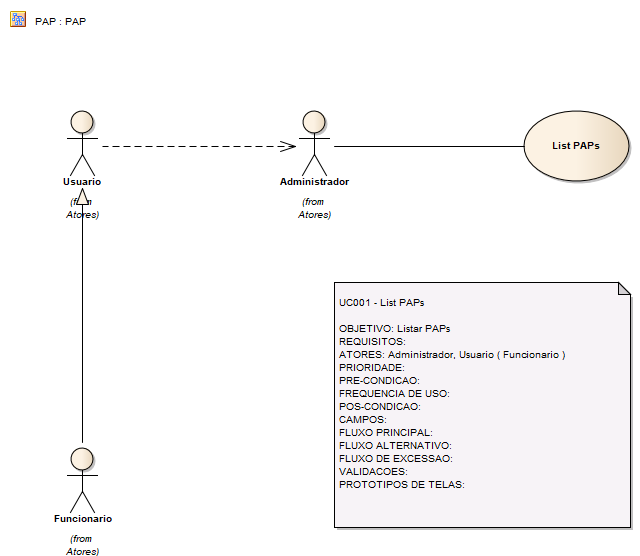 PAP : PAP
Usuario
(from
Atores)
Administrador
(from
Atores)
List PAPs
UC001 - List PAPs
OBJETIVO: Listar PAPs
REQUISITOS:
ATORES: Administrador, Usuario ( Funcionario )
PRIORIDADE:
PRE-CONDICAO:
FREQUENCIA DE USO:
POS-CONDICAO:
CAMPOS:
FLUXO PRINCIPAL:
FLUXO ALTERNATIVO:
FLUXO DE EXCESSAO:
VALIDACOES:
PROTOTIPOS DE TELAS:
Funcionario
(from
Atores)